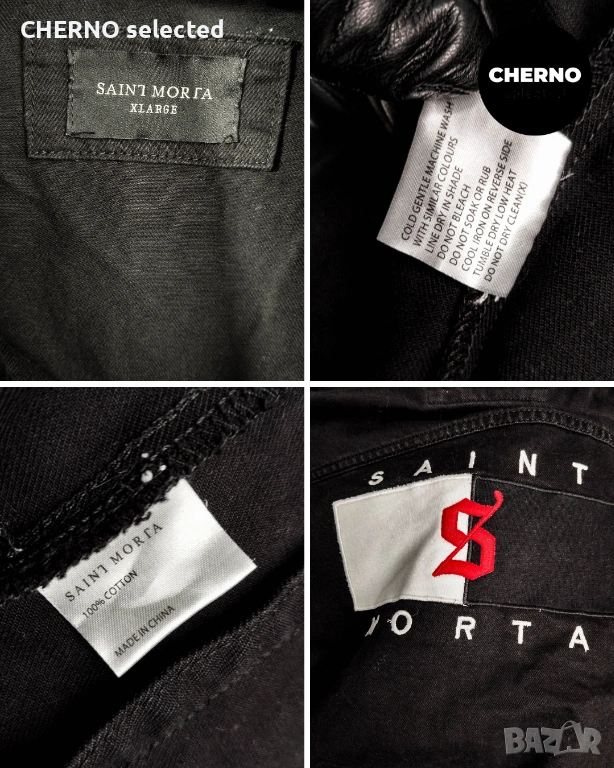 CHERNO selected
SAINT MORTA
XLARGE
CHERNO
COLD GENTLE MACHINE WASH
WITH SIMILAR COLOURS
LINE DRY IN SHADE
DO NOT BLEACH
DO NOT SOAK OR RUB
COOL IRON ON REVERSE SIDE
TUMBLE DRY LOW HEAT
DO NOT DRY CLEAN(X)
SAINT MORTA
100% COTTON
MADE IN CHINA
SAINT
S
MORTA
BAZAR